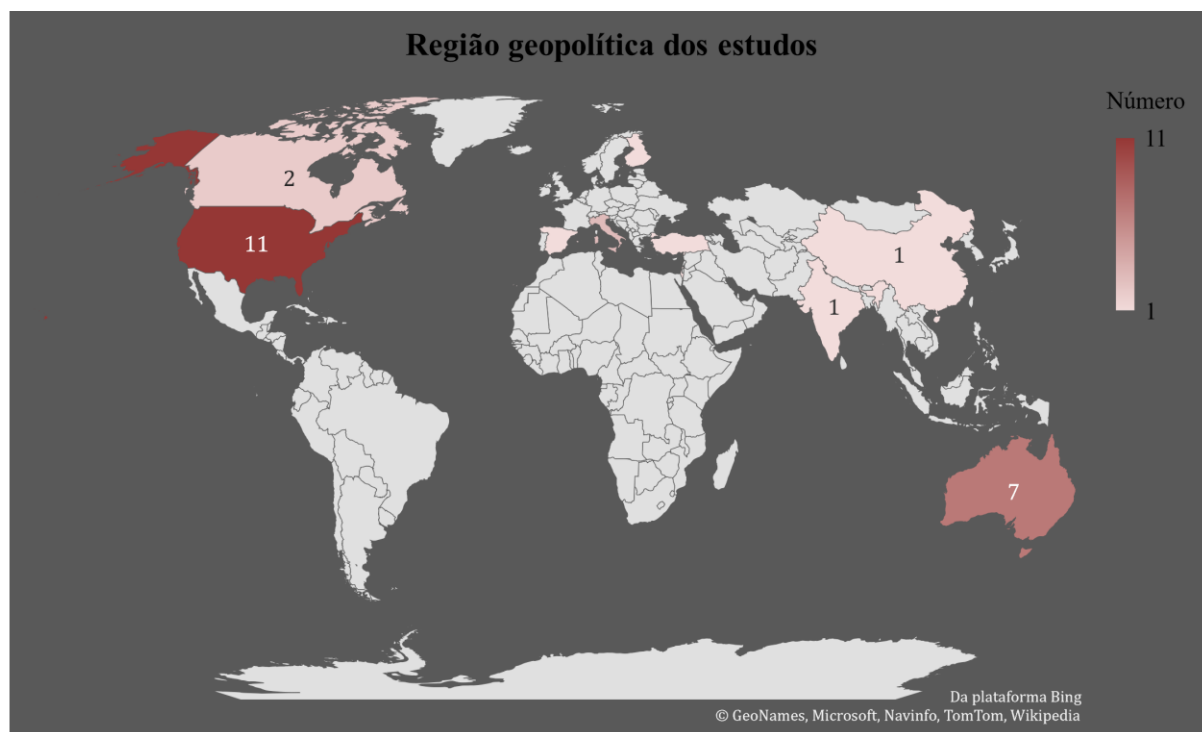 Região geopolítica dos estudos
Número
11
1
2
11
1
1
7
Da plataforma Bing
© GeoNames, Microsoft, Navinfo, TomTom, Wikipedia